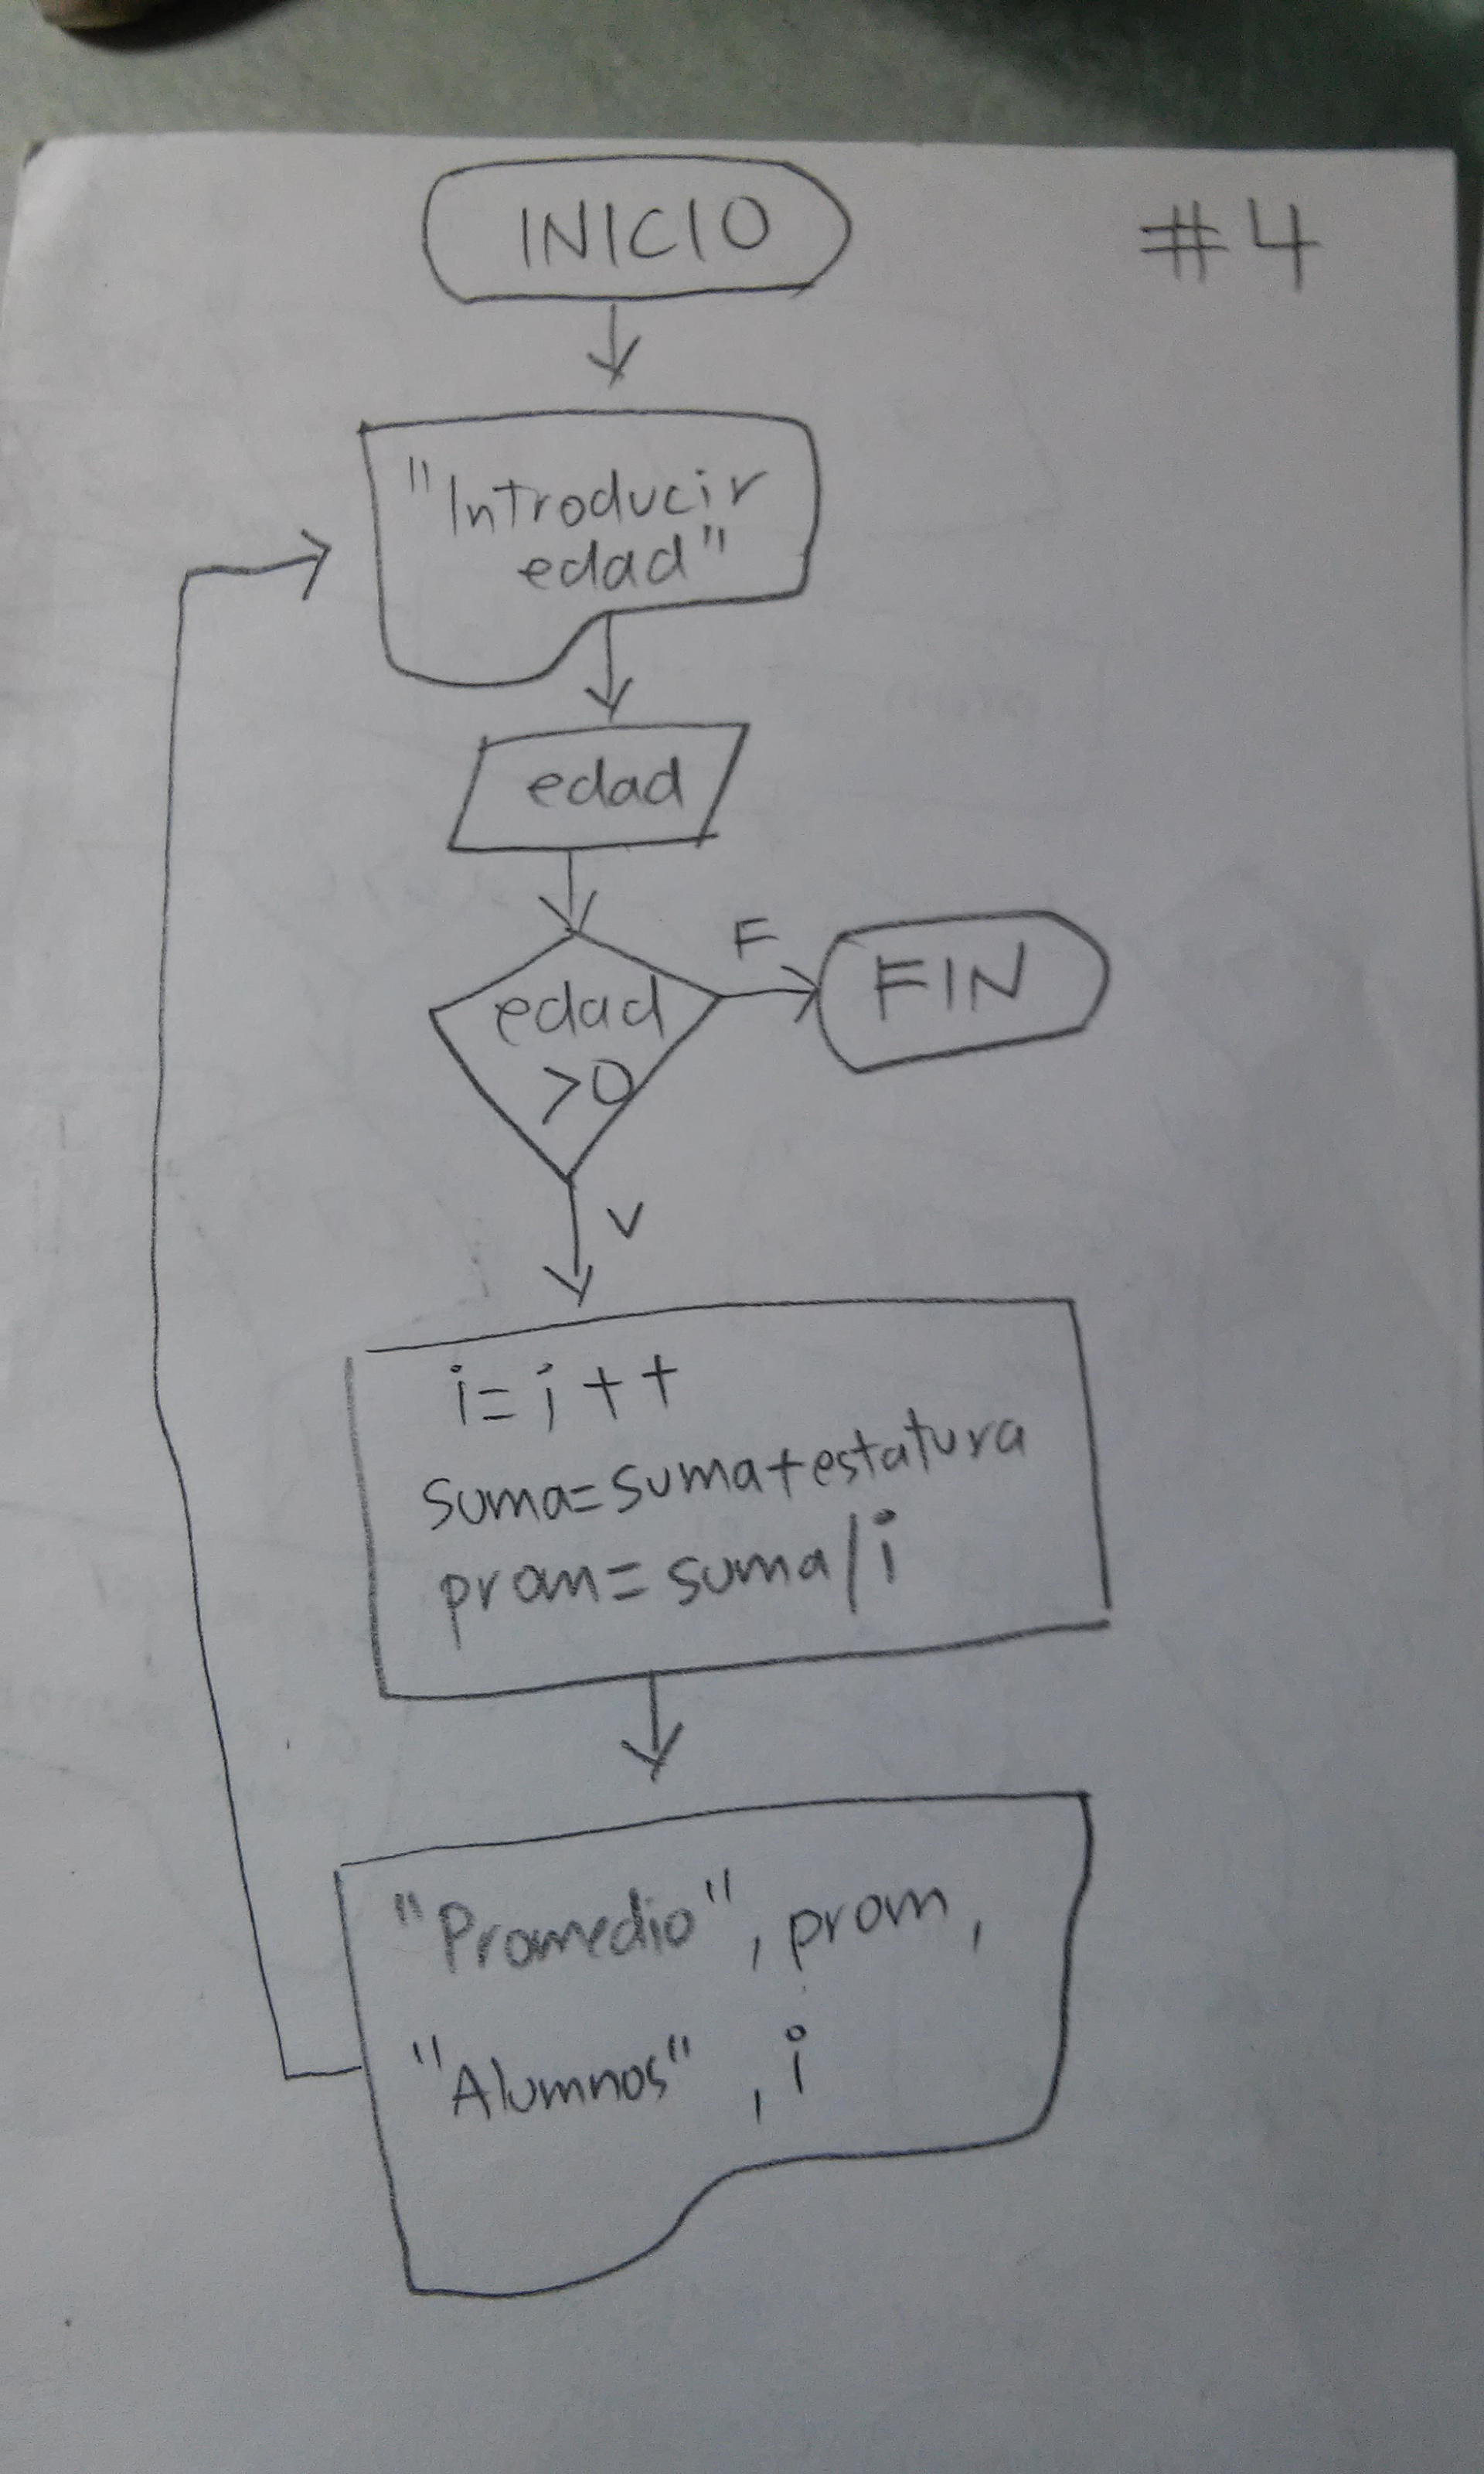 INICIO
#4
"Introducir
edad"
edad
F
edad
>0
FIN
V
i=i++
suma=suma+estatura
prom=suma/i
"Promedio", prom,
"Alumnos", i